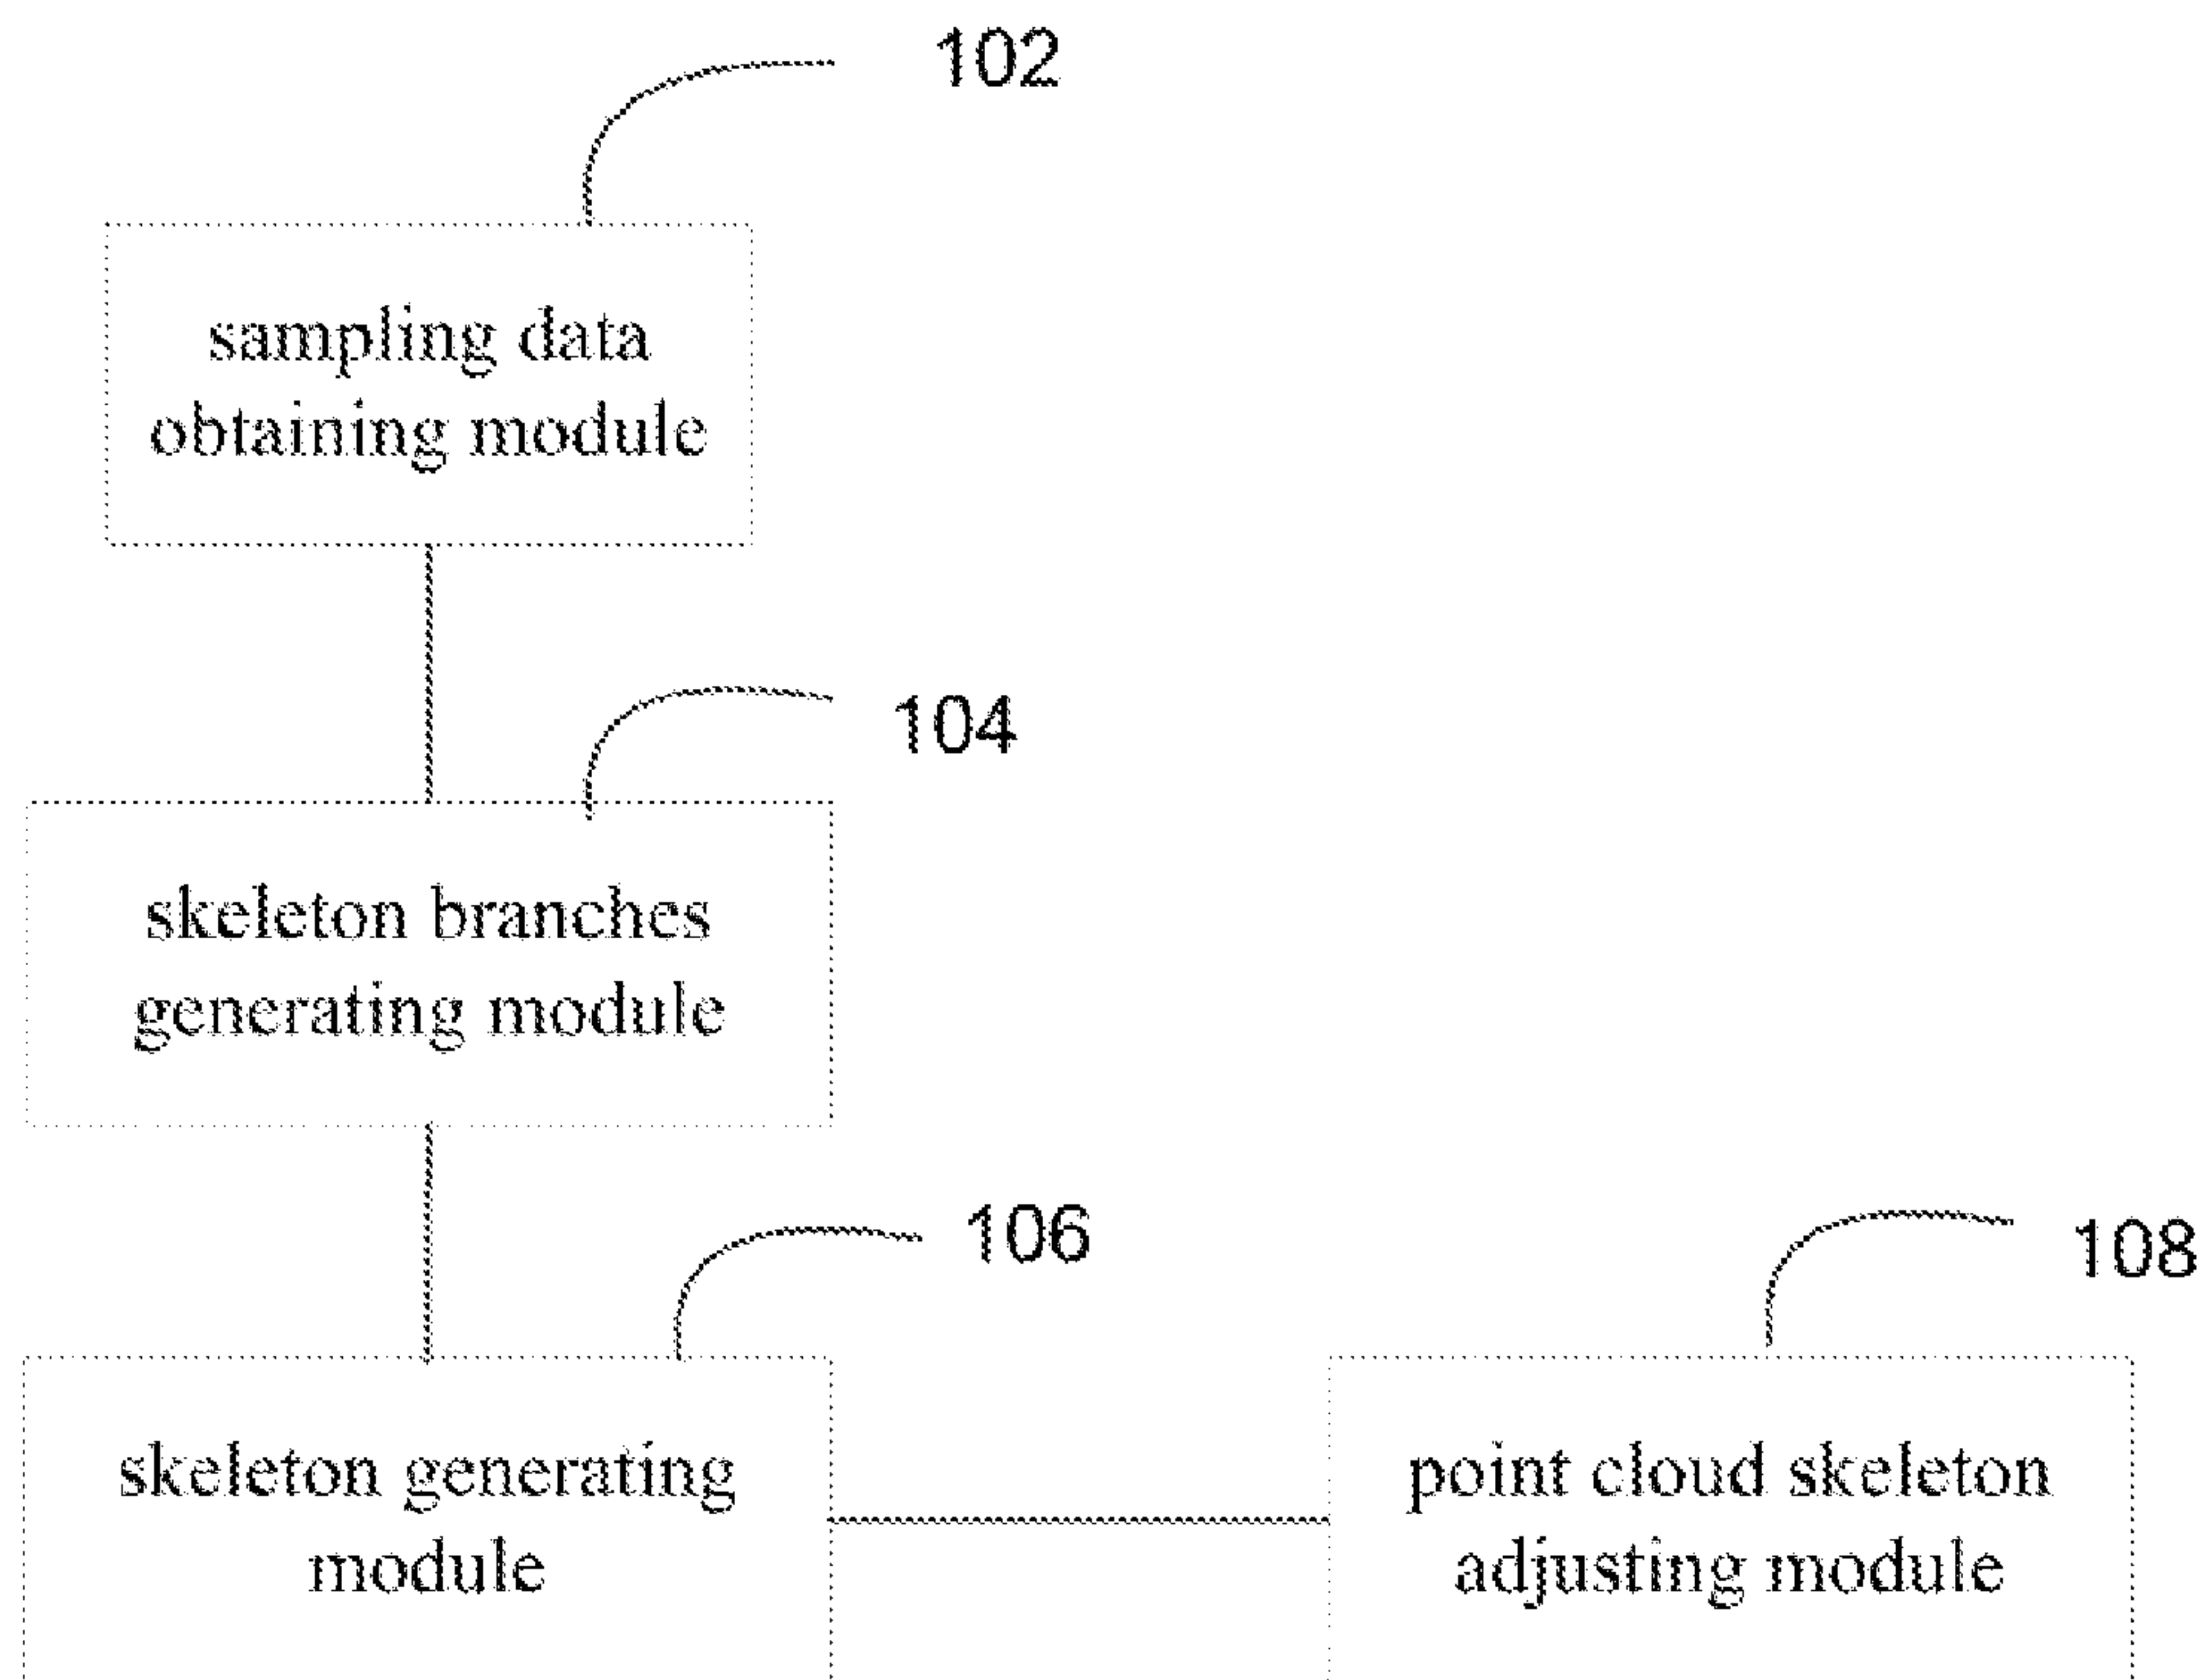 102
sampling data
obtaining module
104
skeleton branches
generating module
106
108
skeleton generating
module
point cloud skeleton
adjusting module